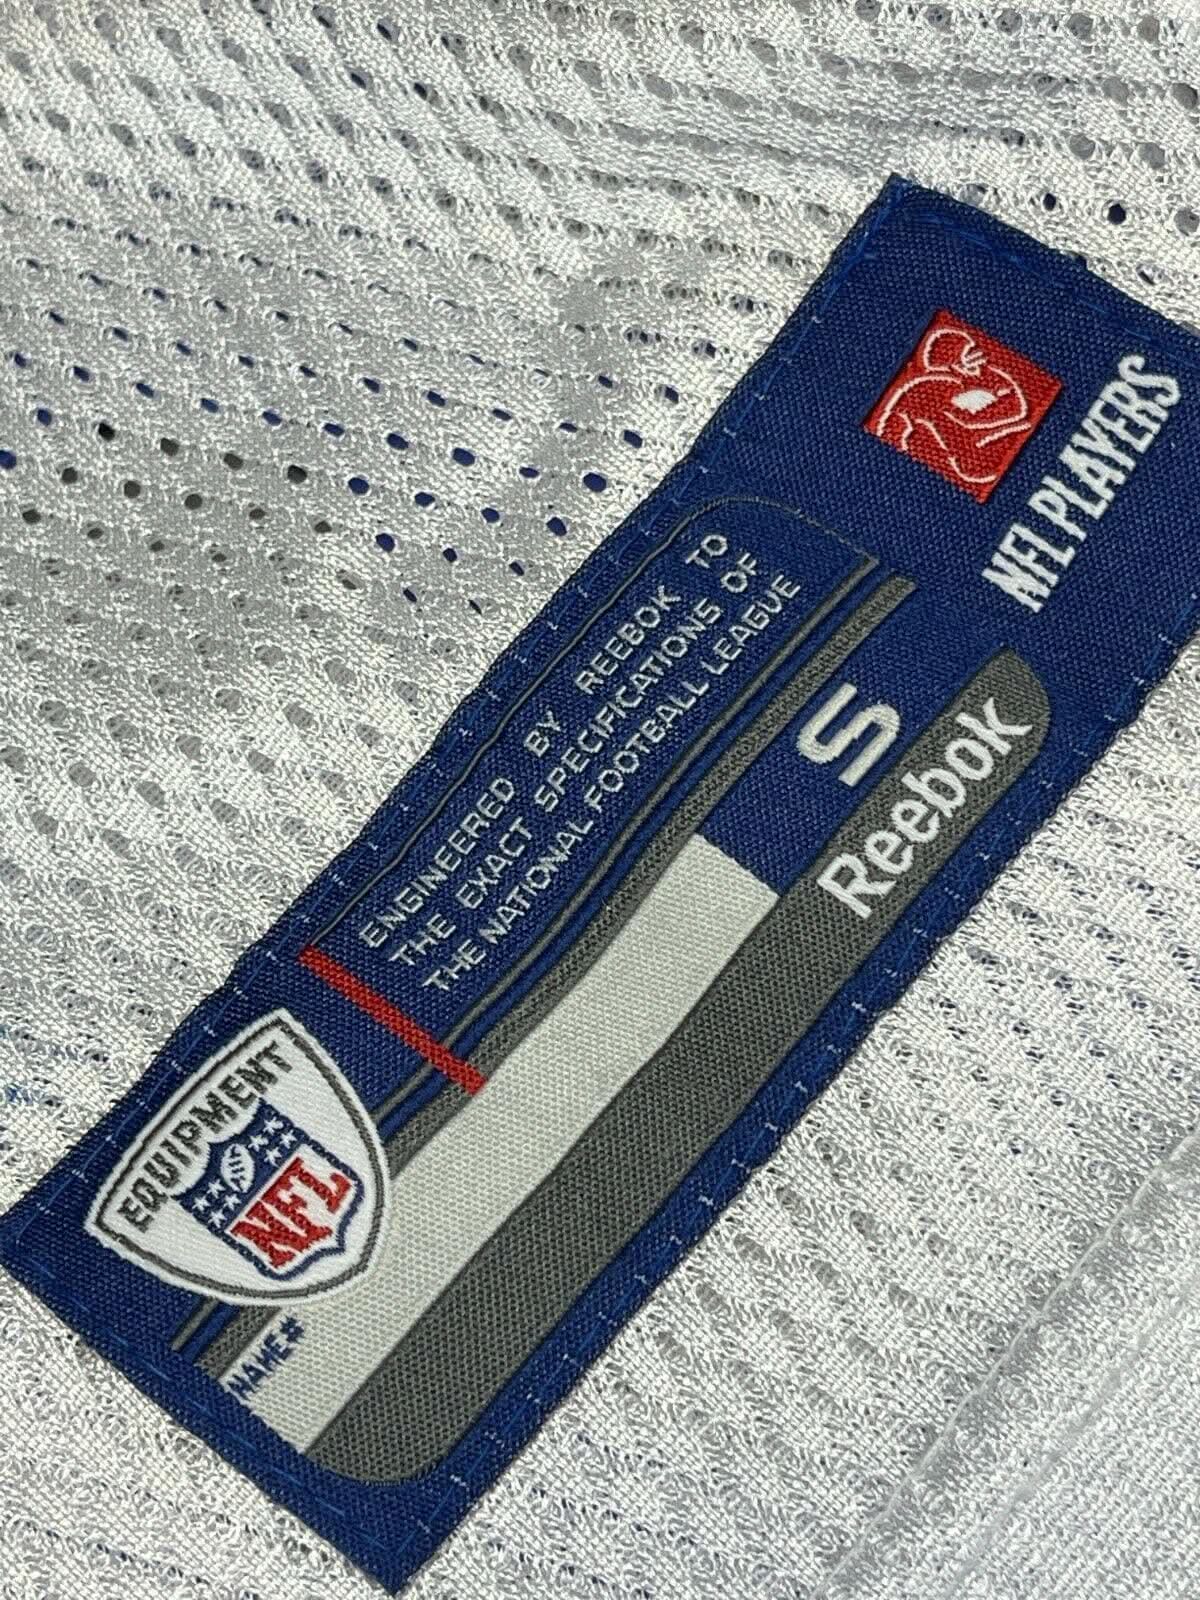 NFL PLAYERS
ENGINEERED BY REEBOK TO
THE EXACT SPECIFICATIONS OF
THE NATIONAL FOOTBALL LEAGUE
S
Reebok
EQUIPMENT
NFL
NAME#